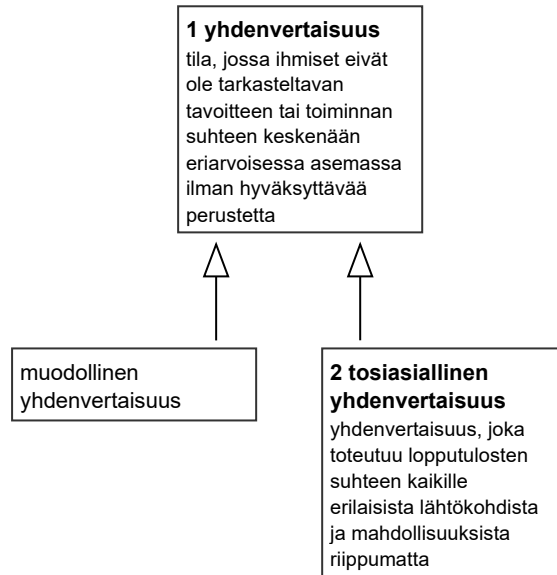 1 yhdenvertaisuus
tila, jossa ihmiset eivät
ole tarkasteltavan
tavoitteen tai toiminnan
suhteen keskenään
eriarvoisessa asemassa
ilman hyväksyttävää
perustetta
muodollinen
yhdenvertaisuus
2 tosiasiallinen
yhdenvertaisuus
yhdenvertaisuus, joka
toteutuu lopputulosten
suhteen kaikille
erilaisista lähtökohdista
ja mahdollisuuksista
riippumatta